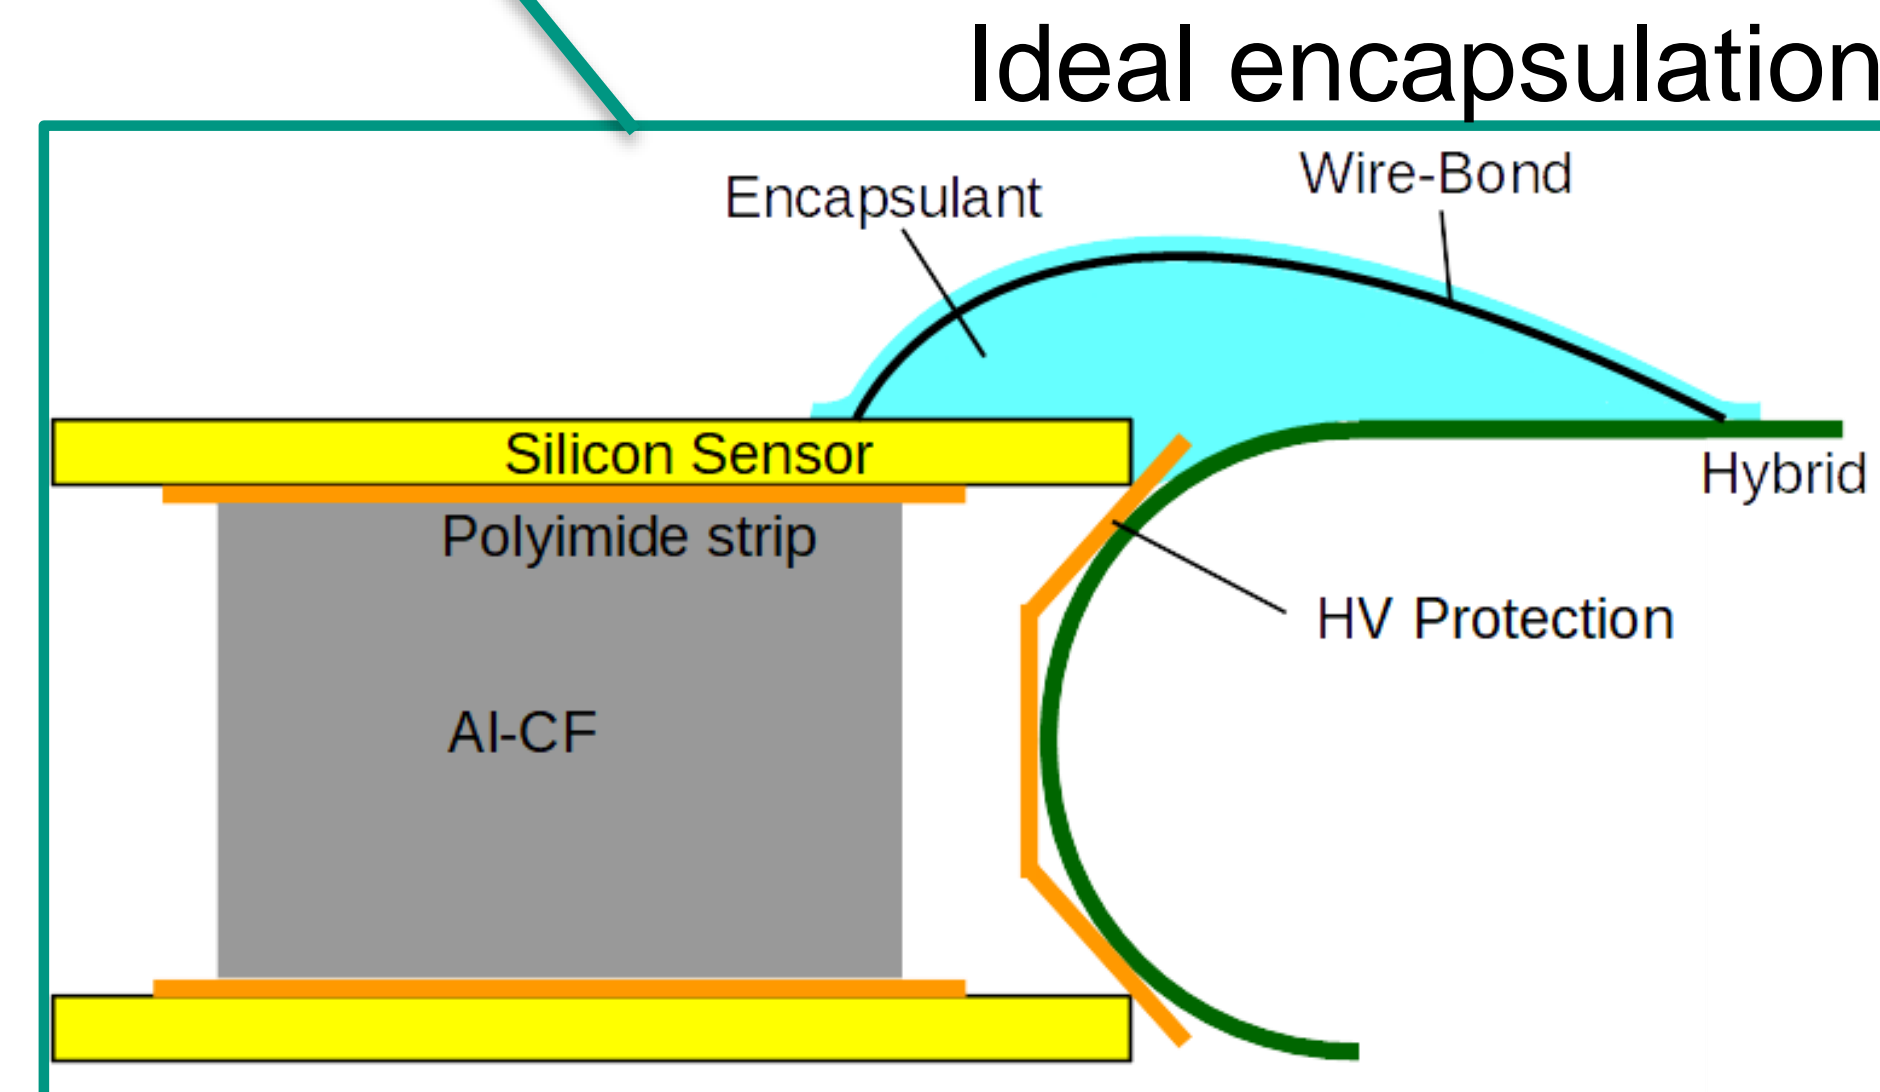 Ideal encapsulation
Wire-Bond
Encapsulant
Silicon Sensor
Hybrid
Polyimide strip
HV Protection
Al-CF